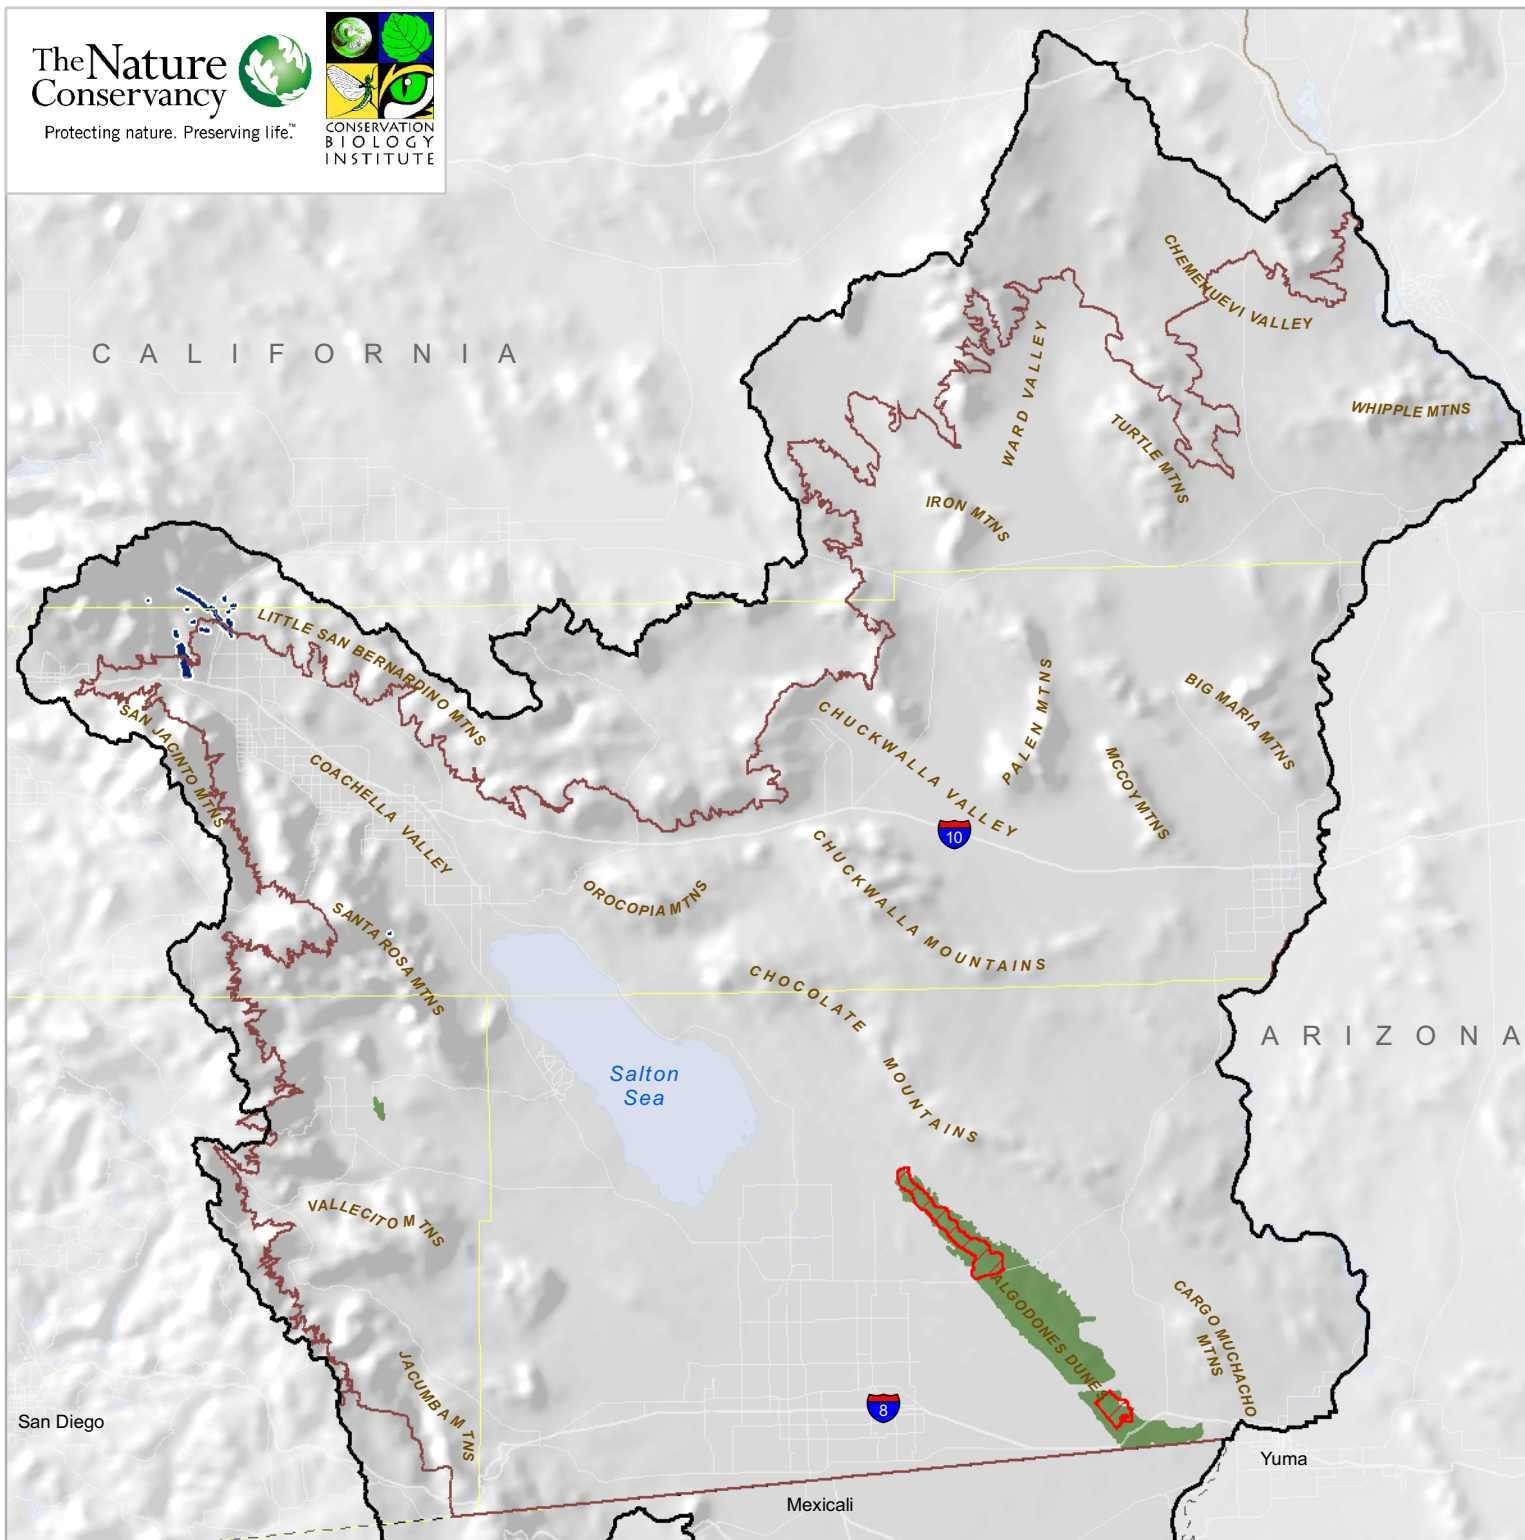 The Nature
Conservancy
Protecting nature. Preserving life.™
CONSERVATION
BIOLOGY
INSTITUTE
CALIFORNIA
CHEMEHUEVI VALLEY
WARD VALLEY
WHIPPLE MTNS
TURTLE MTNS
IRON MTNS
LITTLE SAN BERNARDINO MTNS
SAN JACINTO MTNS
COACHELLA VALLEY
CHUCKWALLA VALLEY
PALEN MTNS
BIG MARIA MTNS
MCCOY MTNS
10
CHUCKWALLA MOUNTAINS
OROCOPIA MTNS
SANTA ROSA MTNS
CHOCOLATE MOUNTAINS
ARIZONA
Salton
Sea
VALLECITO MTNS
ALGODONES DUNES
CARGO MUCHACHO
MTNS
JACUMBA MTNS
8
San Diego
Yuma
Mexicali